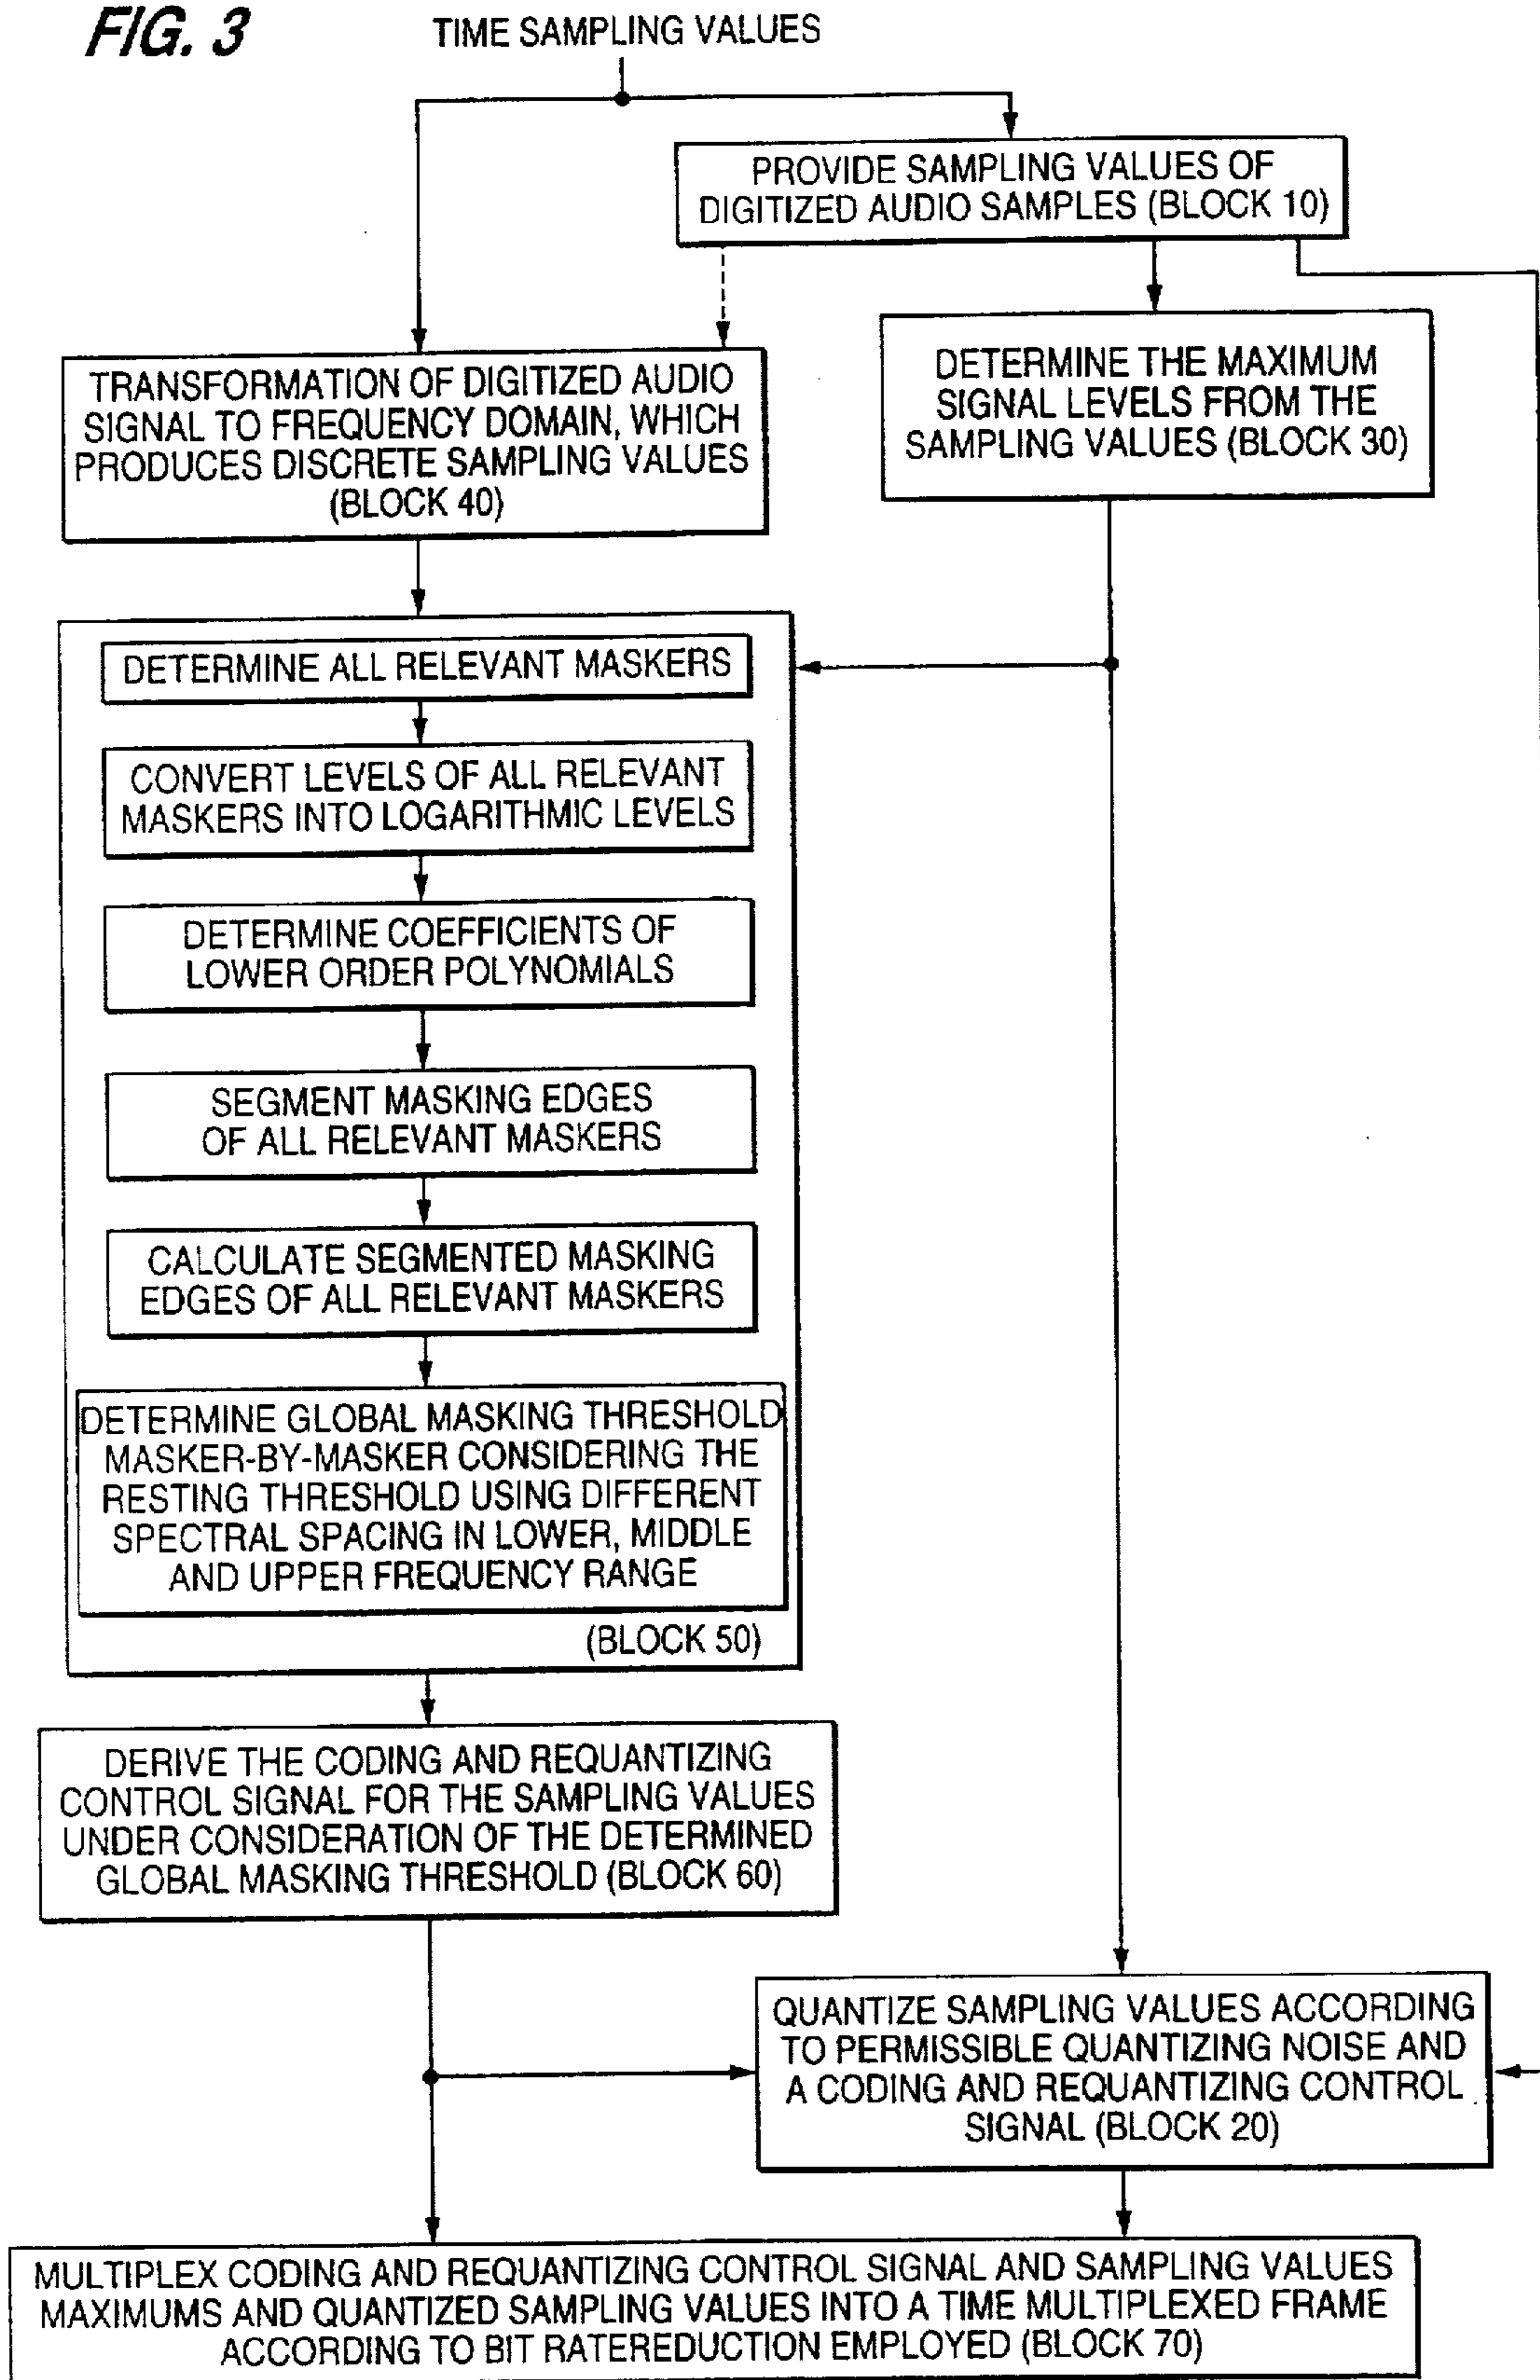 FIG. 3
TIME SAMPLING VALUES
PROVIDE SAMPLING VALUES OF
DIGITIZED AUDIO SAMPLES (BLOCK 10)
TRANSFORMATION OF DIGITIZED AUDIO
SIGNAL TO FREQUENCY DOMAIN, WHICH
PRODUCES DISCRETE SAMPLING VALUES
(BLOCK 40)
DETERMINE THE MAXIMUM
SIGNAL LEVELS FROM THE
SAMPLING VALUES (BLOCK 30)
DETERMINE ALL RELEVANT MASKERS
CONVERT LEVELS OF ALL RELEVANT
MASKERS INTO LOGARITHMIC LEVELS
DETERMINE COEFFICIENTS OF
LOWER ORDER POLYNOMIALS
SEGMENT MASKING EDGES
OF ALL RELEVANT MASKERS
CALCULATE SEGMENTED MASKING
EDGES OF ALL RELEVANT MASKERS
DETERMINE GLOBAL MASKING THRESHOLD
MASKER-BY-MASKER CONSIDERING THE
RESTING THRESHOLD USING DIFFERENT
SPECTRAL SPACING IN LOWER, MIDDLE
AND UPPER FREQUENCY RANGE
(BLOCK 50)
DERIVE THE CODING AND REQUANTIZING
CONTROL SIGNAL FOR THE SAMPLING VALUES
UNDER CONSIDERATION OF THE DETERMINED
GLOBAL MASKING THRESHOLD (BLOCK 60)
QUANTIZE SAMPLING VALUES ACCORDING
TO PERMISSIBLE QUANTIZING NOISE AND
A CODING AND REQUANTIZING CONTROL
SIGNAL (BLOCK 20)
MULTIPLEX CODING AND REQUANTIZING CONTROL SIGNAL AND SAMPLING VALUES
MAXIMUMS AND QUANTIZED SAMPLING VALUES INTO A TIME MULTIPLEXED FRAME
ACCORDING TO BIT RATEREDUCTION EMPLOYED (BLOCK 70)